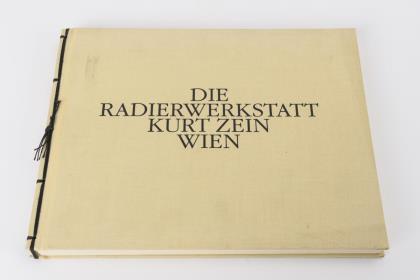 DIE
RADIERWERKSTATT
KURT ZEIN
WIEN